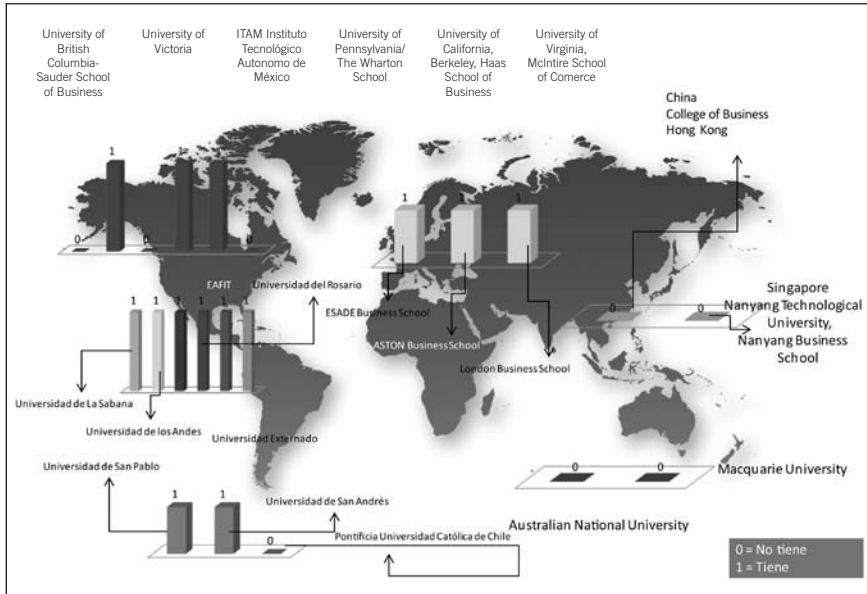 University of
British
Columbia-
Sauder School
of Business
University of
Victoria
ITAM Instituto
Tecnológico
Autonomo de
México
University of
Pennsylvania/
The Wharton
School
University of
California,
Berkeley, Haas
School of
Business
University of
Virginia,
McIntire School
of Comerce
China
College of Business
Hong Kong
1
1
1
0
0
0
1
1
1
EAFIT
Universidad del Rosario
ESADE Business School
ASTON Business School
London Business School
0
0
Singapore
Nanyang Technological
University,
Nanyang Business
School
1
1
1
1
1
1
Universidad de La Sabana
Universidad de los Andes
Universidad Externado
Universidad de San Pablo
1
1
0
Universidad de San Andrés
Pontificia Universidad Católica de Chile
0
0
Macquarie University
Australian National University
0 = No tiene
1 = Tiene